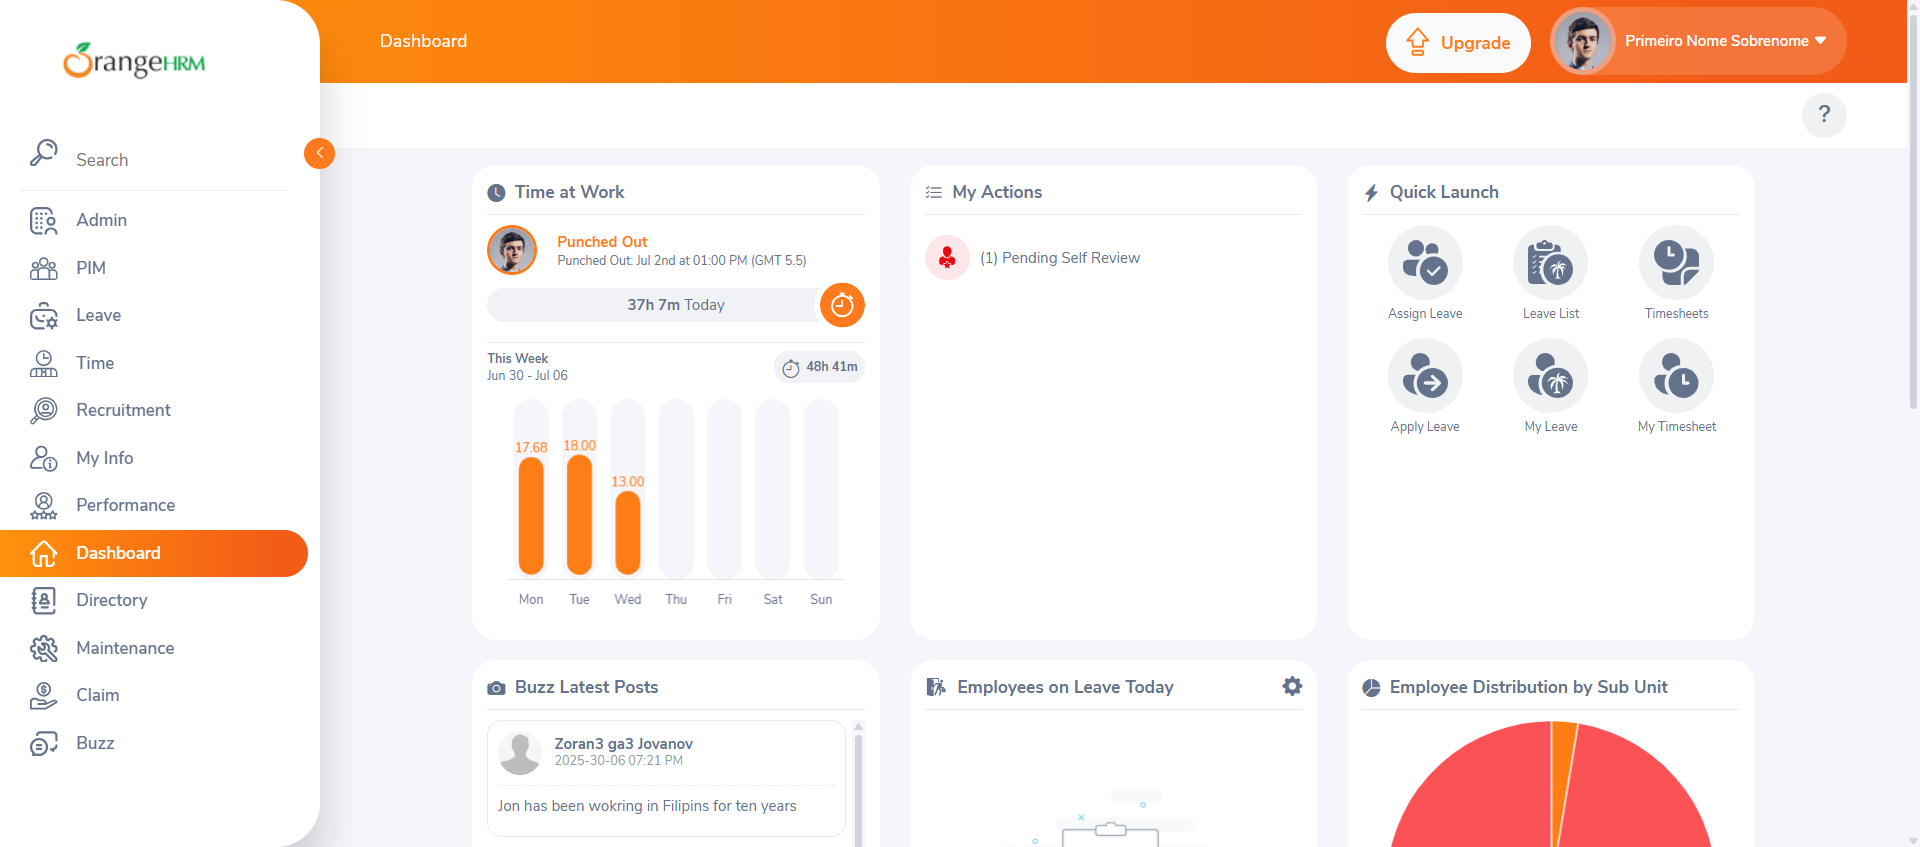 OrangeHRM
Dashboard
Upgrade
Primeiro Nome Sobrenome
?
Search
Admin
PIM
Leave
Time
Recruitment
My Info
Performance
Dashboard
Directory
Maintenance
Claim
Buzz
Time at Work
Punched Out
Punched Out: Jul 2nd at 01:00 PM (GMT 5.5)
37h 7m Today
This Week
Jun 30 - Jul 06
48h 41m
17.68
18.00
13.00
Mon Tue Wed Thu Fri Sat Sun
My Actions
(1) Pending Self Review
Quick Launch
Assign Leave Leave List Timesheets
Apply Leave My Leave My Timesheet
Buzz Latest Posts
Zoran3 ga3 Jovanov
2025-30-06 07:21 PM
Jon has been wokring in Filipins for ten years
Employees on Leave Today
Employee Distribution by Sub Unit